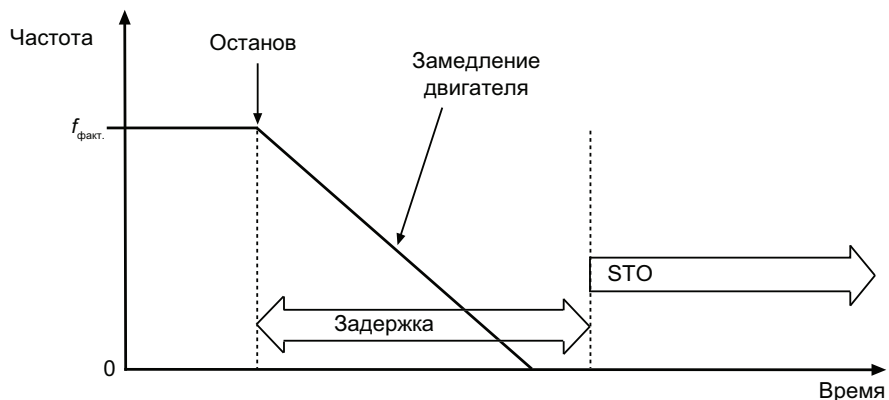 Частота
Останов
Замедление
двигателя
fфакт.
STO
Задержка
0
Время